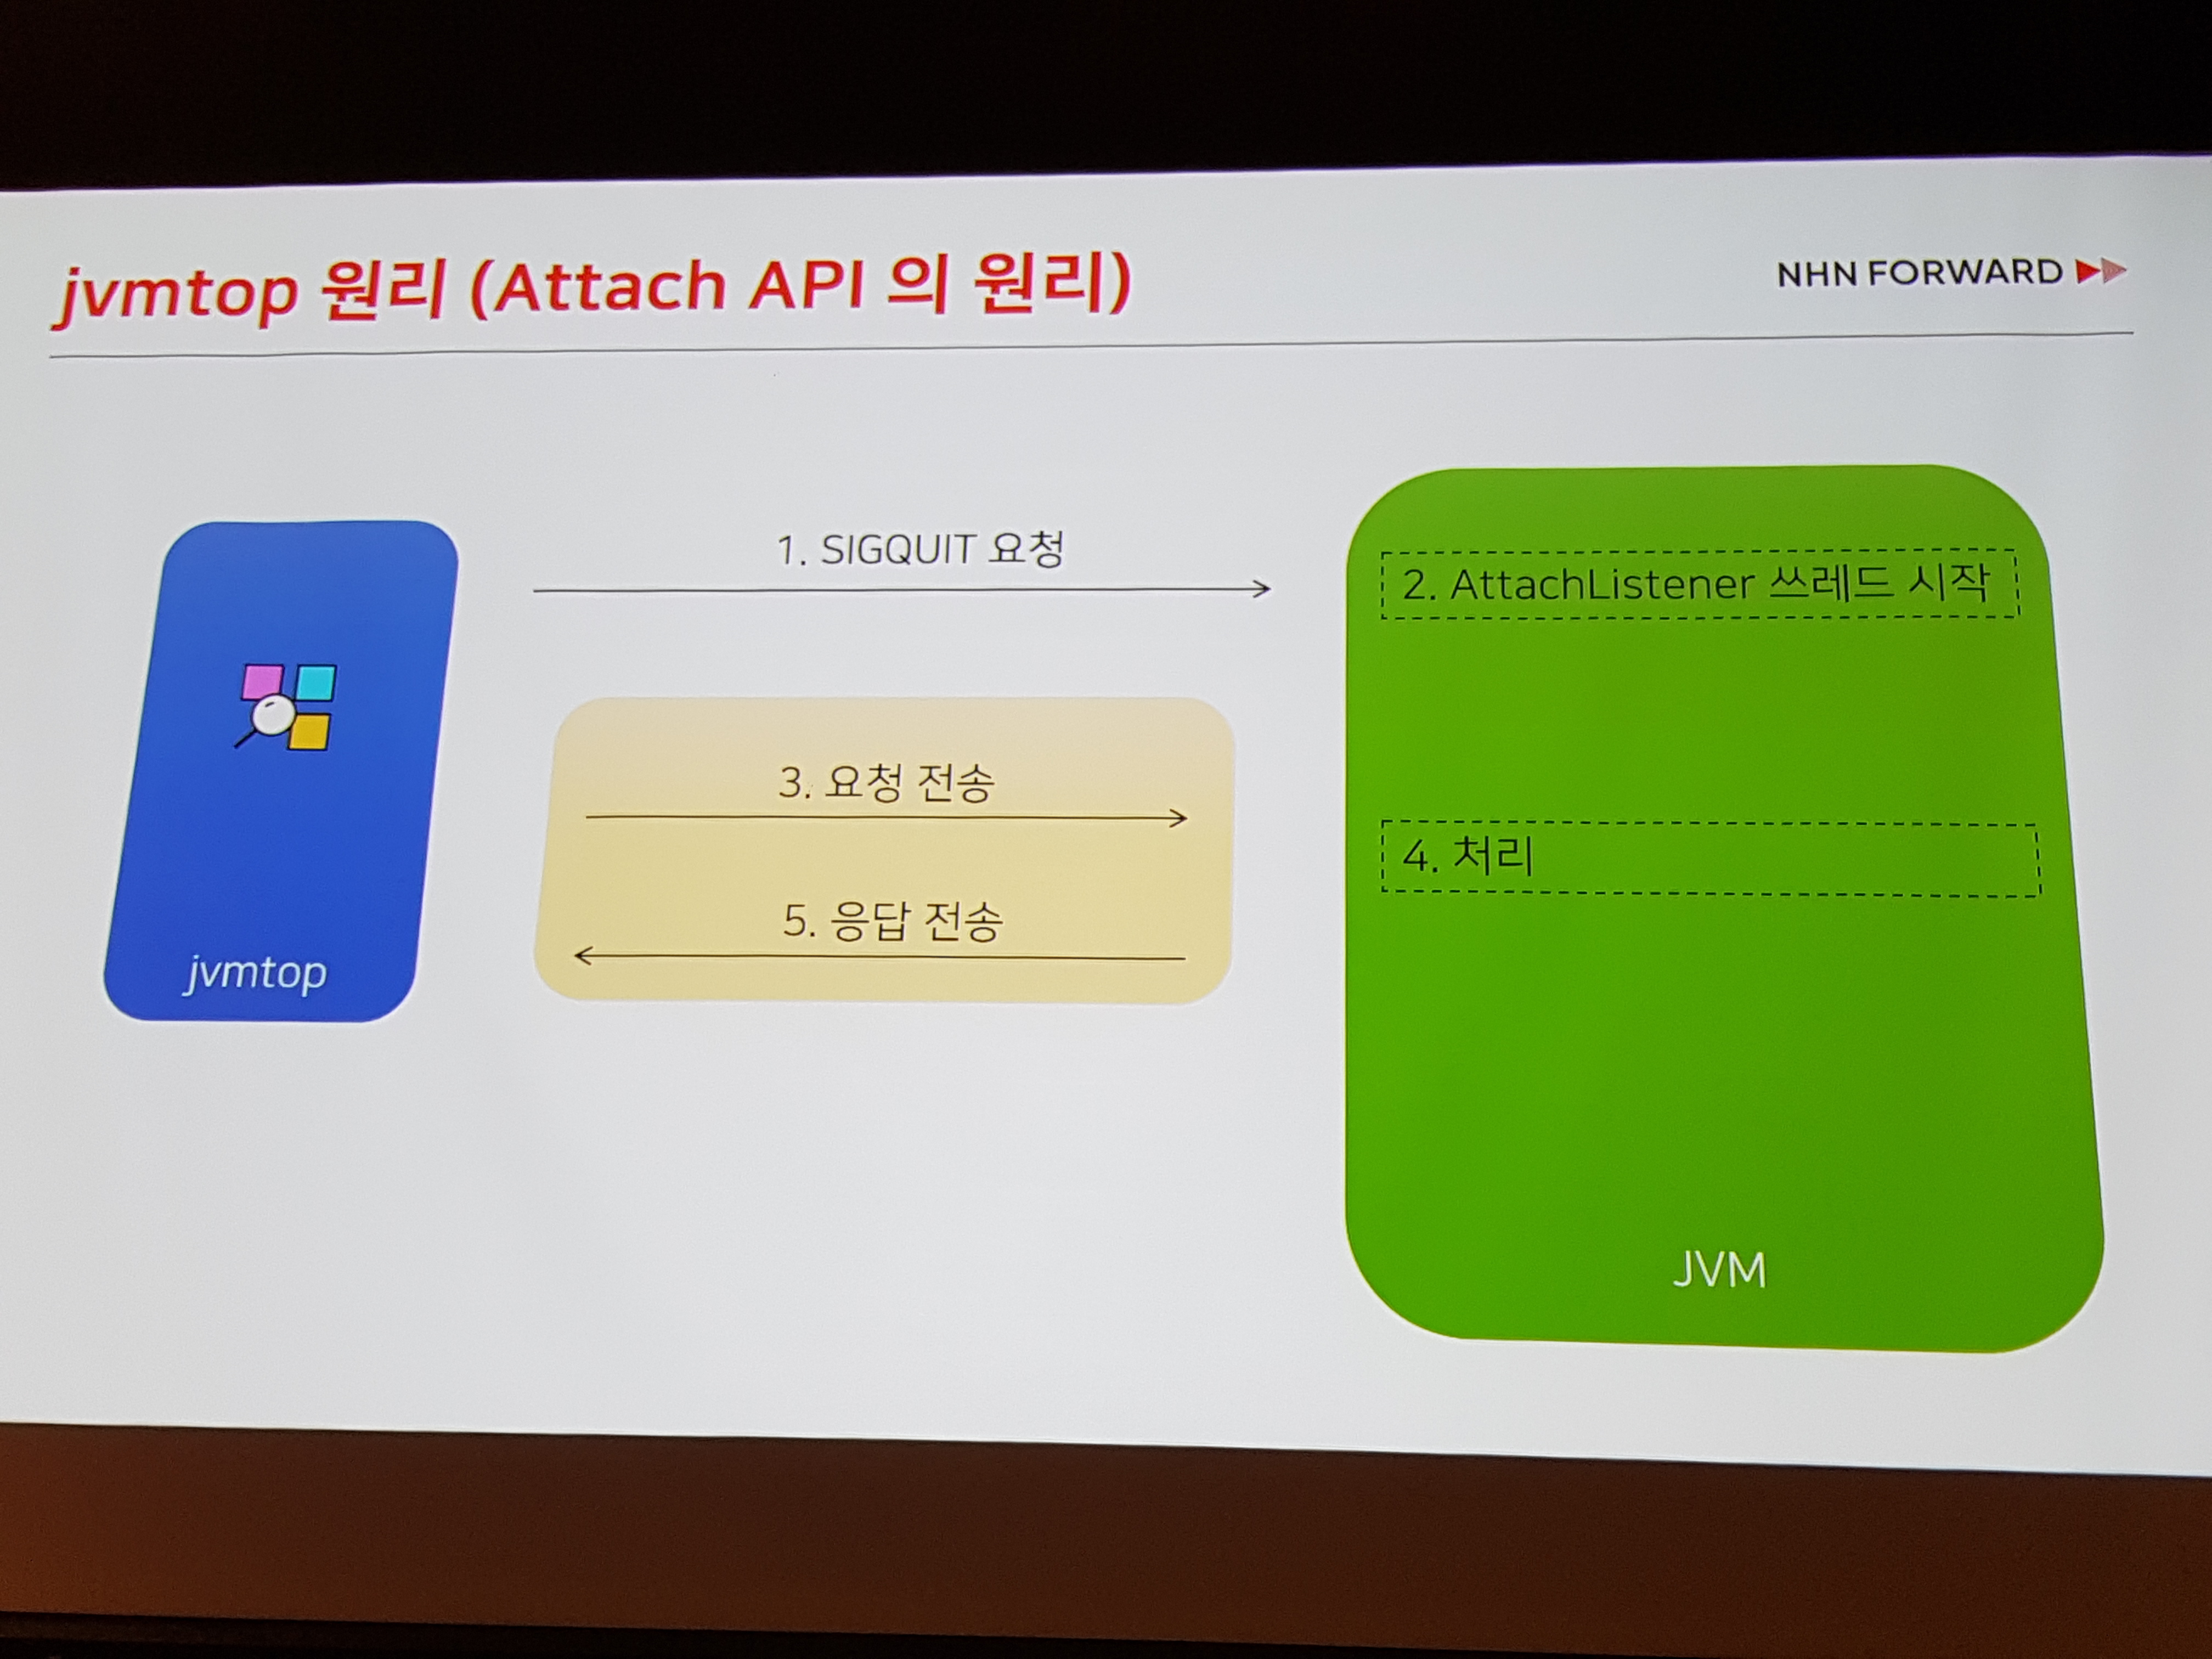 jvmtop 원리 (Attach API 의 원리)
NHN FORWARD
1. SIGQUIT 요청
2. AttachListener 쓰레드 시작
3. 요청 전송
4. 처리
5. 응답 전송
jvmtop
JVM